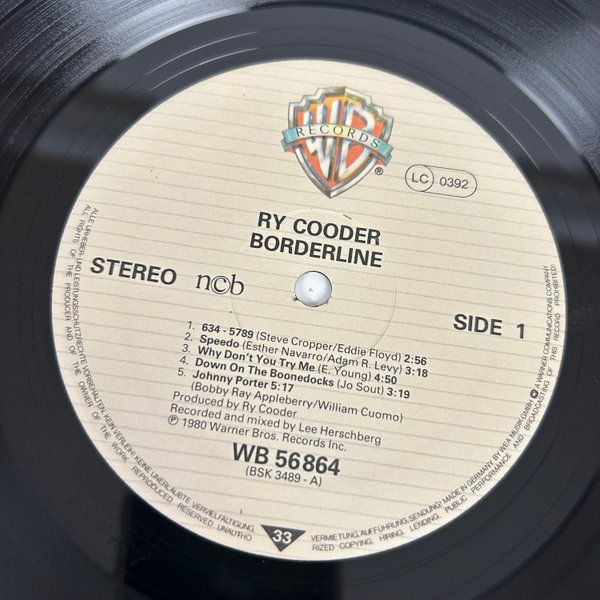 RECORDS
®
LC 0392
RY COODER
BORDERLINE
STEREO
ncb
SIDE 1
1. 634 - 5789 (Steve Cropper/Eddie Floyd) 2:56
2. Speedo (Esther Navarro/Adam R. Levy) 3:18
3. Why Don't You Try Me (E. Young) 4:50
4. Down On The Boonedocks (Jo Sout) 3:19
5. Johnny Porter 5:17
(Bobby Ray Appleberry/William Cuomo)
Produced by Ry Cooder
Recorded and mixed by Lee Herschberg
Ⓟ 1980 Warner Bros. Records Inc.
WB 56 864
(BSK 3489 - A)
33
ALLE URHEBER- UND LEISTUNGSSCHUTZRECHTE VORBEHALTEN. KEIN VERLEIH! KEINE UNERLAUBTE VERVIELFÄLTIGUNG, VERMIETUNG, AUFFÜHRUNG, SENDUNG! MADE IN GERMANY BY WEA MUSIK GMBH, A WARNER COMMUNICATIONS COMPANY
ALL RIGHTS OF THE PRODUCER AND OF THE OWNER OF THE WORK REPRODUCED RESERVED. UNAUTHORIZED COPYING, HIRING, LENDING, PUBLIC PERFORMANCE AND BROADCASTING OF THIS RECORD PROHIBITED!